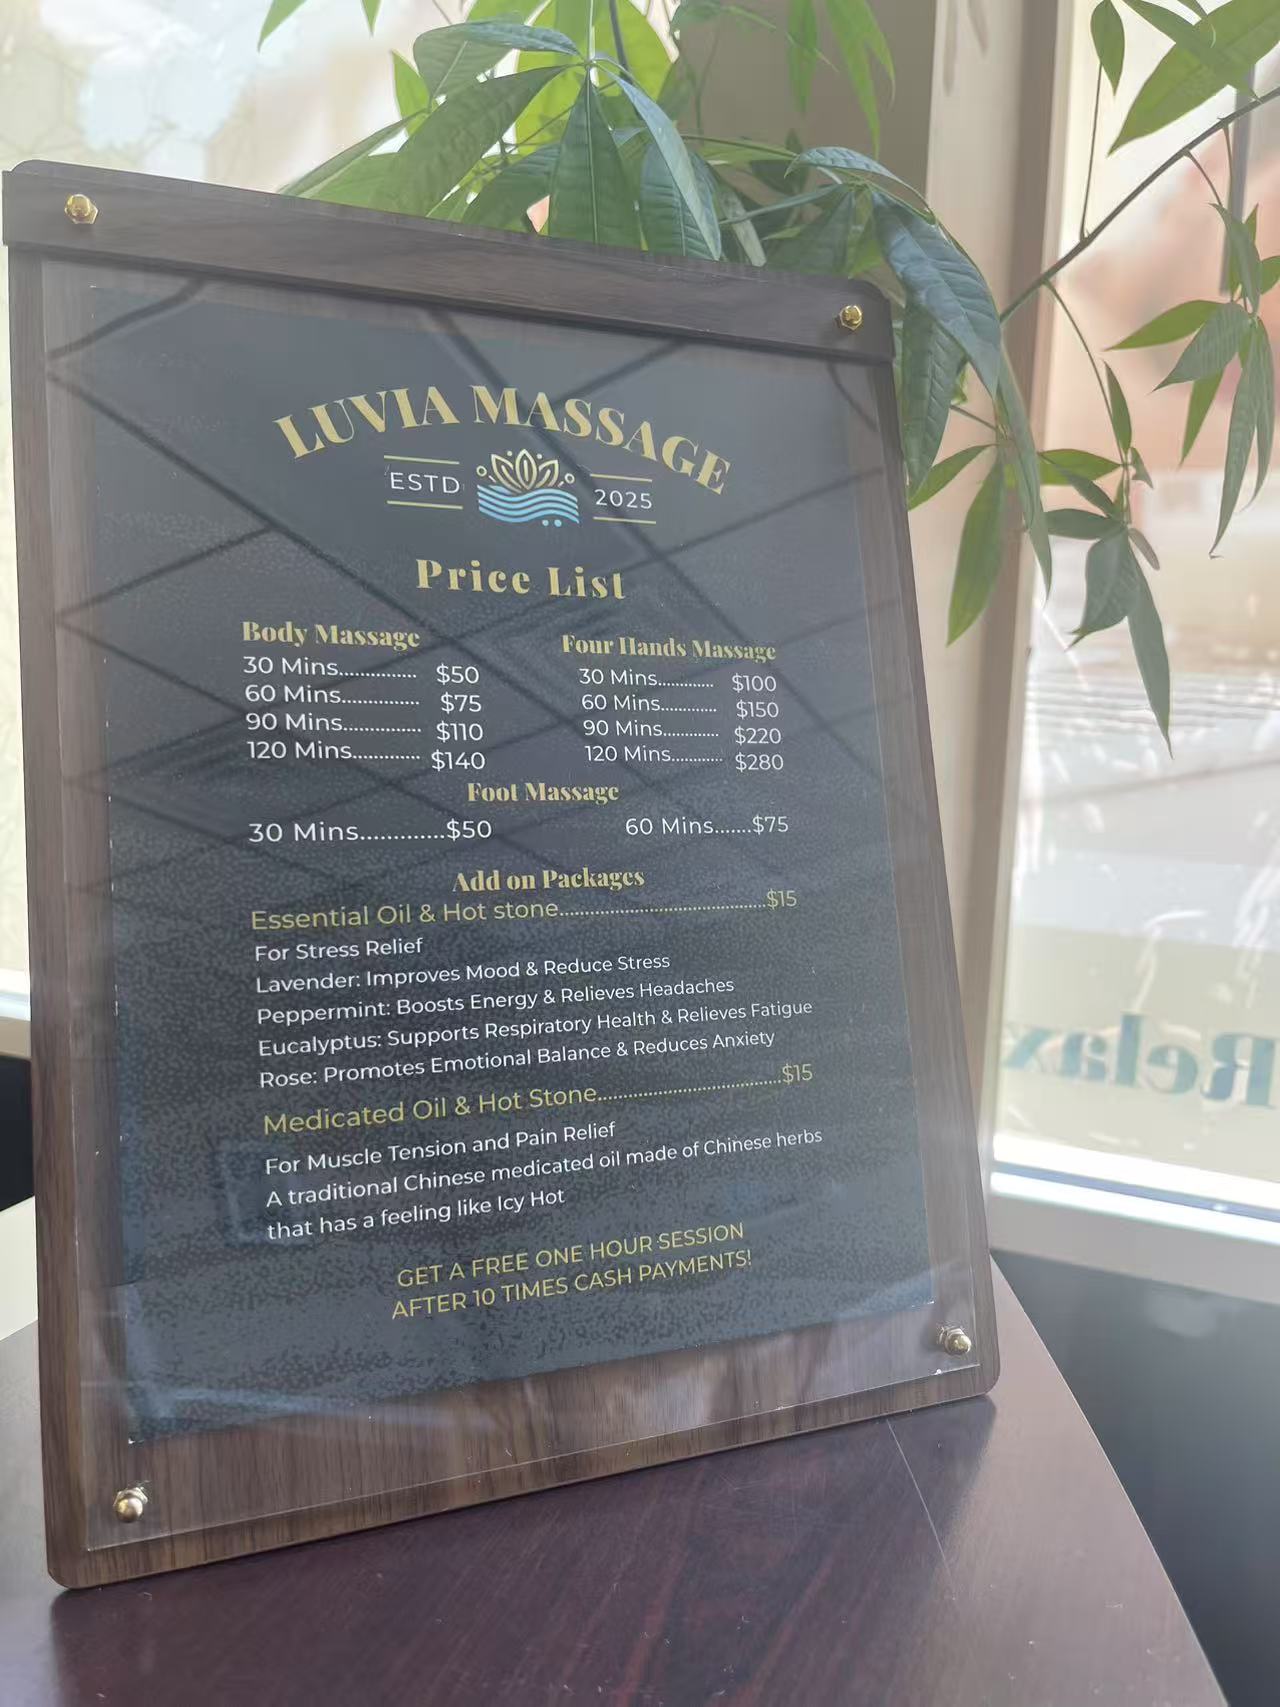 LUVIA MASSAGE
ESTD 2025
Price List
Body Massage
30 Mins............... $50
60 Mins............... $75
90 Mins............... $110
120 Mins............. $140
Four Hands Massage
30 Mins............. $100
60 Mins............. $150
90 Mins............. $220
120 Mins............ $280
Foot Massage
30 Mins.............$50
60 Mins.......$75
Add on Packages
Essential Oil & Hot stone................................................$15
For Stress Relief
Lavender: Improves Mood & Reduce Stress
Peppermint: Boosts Energy & Relieves Headaches
Eucalyptus: Supports Respiratory Health & Relieves Fatigue
Rose: Promotes Emotional Balance & Reduces Anxiety
Medicated Oil & Hot Stone..........................................$15
For Muscle Tension and Pain Relief
A traditional Chinese medicated oil made of Chinese herbs
that has a feeling like Icy Hot
GET A FREE ONE HOUR SESSION
AFTER 10 TIMES CASH PAYMENTS!
Relax